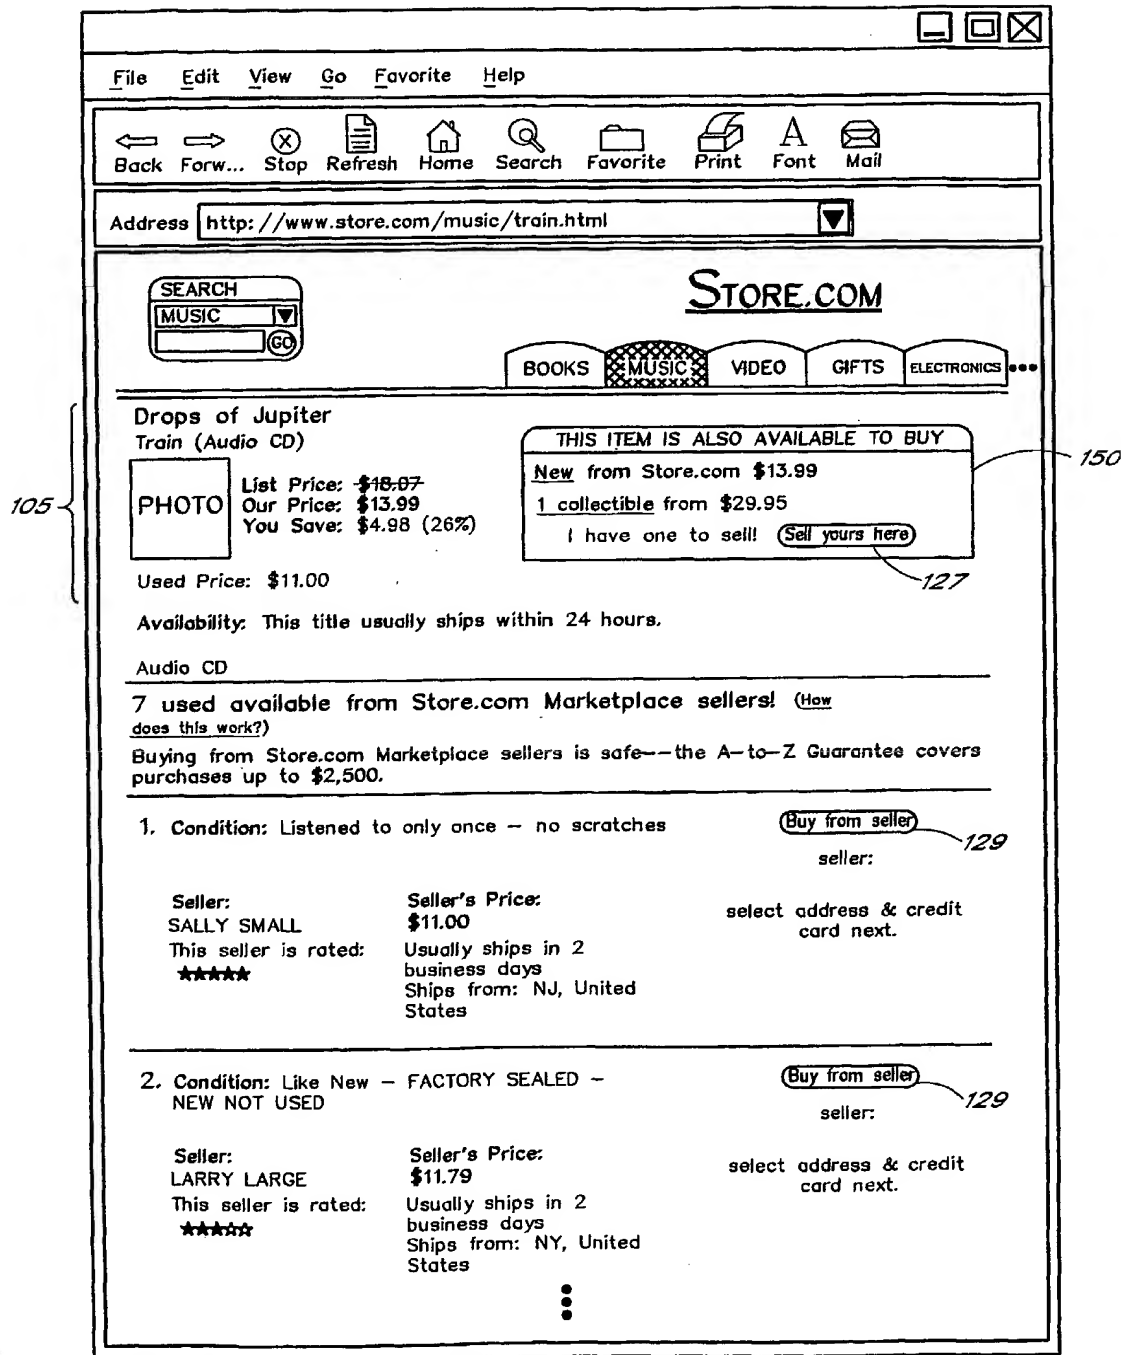 File Edit View Go Favorite Help
Back Forw... Stop Refresh Home Search Favorite Print Font Mail
Address http://www.store.com/music/train.html
SEARCH
MUSIC
GO
STORE.COM
BOOKS MUSIC VIDEO GIFTS ELECTRONICS
105
Drops of Jupiter
Train (Audio CD)
PHOTO
List Price: $18.97
Our Price: $13.99
You Save: $4.98 (26%)
Used Price: $11.00
THIS ITEM IS ALSO AVAILABLE TO BUY
New from Store.com $13.99
1 collectible from $29.95
I have one to sell! Sell yours here
150
127
Availability: This title usually ships within 24 hours.
Audio CD
7 used available from Store.com Marketplace sellers! (How
does this work?)
Buying from Store.com Marketplace sellers is safe--the A-to-Z Guarantee covers
purchases up to $2,500.
1. Condition: Listened to only once – no scratches
Buy from seller
129
seller:
select address & credit
card next.
Seller:
SALLY SMALL
This seller is rated:
Seller's Price:
$11.00
Usually ships in 2
business days
Ships from: NJ, United
States
2. Condition: Like New – FACTORY SEALED –
NEW NOT USED
Buy from seller
129
seller:
select address & credit
card next.
Seller:
LARRY LARGE
This seller is rated:
Seller's Price:
$11.79
Usually ships in 2
business days
Ships from: NY, United
States